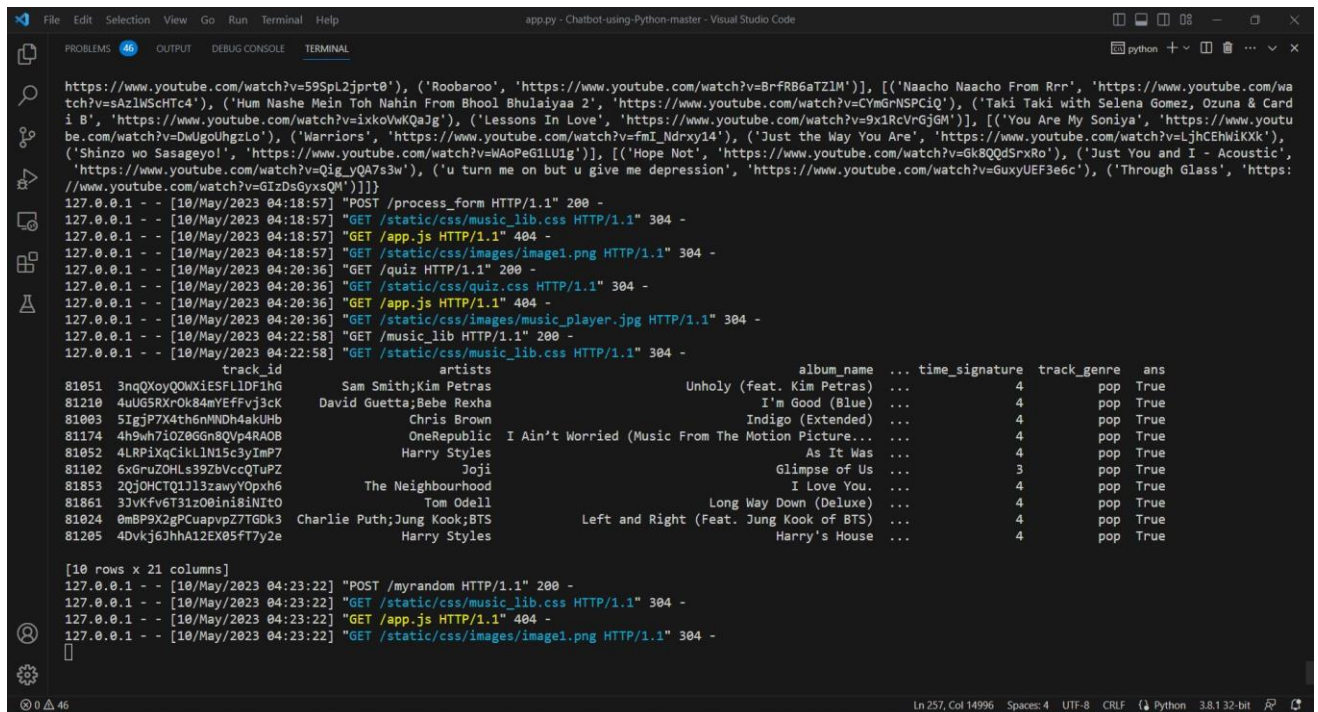 File Edit Selection View Go Run Terminal Help app.py - Chatbot-using-Python-master - Visual Studio Code
PROBLEMS 46 OUTPUT DEBUG CONSOLE TERMINAL python
https://www.youtube.com/watch?v=59SpL2jprt0'), ('Roobaroo', 'https://www.youtube.com/watch?v=BrfRB6aTZlM')], [('Naacho Naacho From Rrr', 'https://www.youtube.com/wa
tch?v=sAzlWScHTc4'), ('Hum Nashe Mein Toh Nahin From Bhool Bhulaiyaa 2', 'https://www.youtube.com/watch?v=CYmGrNSPCiQ'), ('Taki Taki with Selena Gomez, Ozuna & Card
i B', 'https://www.youtube.com/watch?v=ixkoVwKQaJg'), ('Lessons In Love', 'https://www.youtube.com/watch?v=9x1RcVrGjGM')], [('You Are My Soniya', 'https://www.youtu
be.com/watch?v=DwUgoUhgzLo'), ('Warriors', 'https://www.youtube.com/watch?v=fmI_Ndrxy14'), ('Just the Way You Are', 'https://www.youtube.com/watch?v=LjhCEhWiKXk'),
('Shinzo wo Sasageyo!', 'https://www.youtube.com/watch?v=WAoPeG1LU1g')], [('Hope Not', 'https://www.youtube.com/watch?v=Gk8QQdSrxRo'), ('Just You and I - Acoustic',
'https://www.youtube.com/watch?v=Qig_yQA7s3w'), ('u turn me on but u give me depression', 'https://www.youtube.com/watch?v=GuxyUEF3e6c'), ('Through Glass', 'https:
//www.youtube.com/watch?v=GIzDsGyxsQM')]]}
127.0.0.1 - - [10/May/2023 04:18:57] "POST /process_form HTTP/1.1" 200 -
127.0.0.1 - - [10/May/2023 04:18:57] "GET /static/css/music_lib.css HTTP/1.1" 304 -
127.0.0.1 - - [10/May/2023 04:18:57] "GET /app.js HTTP/1.1" 404 -
127.0.0.1 - - [10/May/2023 04:18:57] "GET /static/css/images/image1.png HTTP/1.1" 304 -
127.0.0.1 - - [10/May/2023 04:20:36] "GET /quiz HTTP/1.1" 200 -
127.0.0.1 - - [10/May/2023 04:20:36] "GET /static/css/quiz.css HTTP/1.1" 304 -
127.0.0.1 - - [10/May/2023 04:20:36] "GET /app.js HTTP/1.1" 404 -
127.0.0.1 - - [10/May/2023 04:20:36] "GET /static/css/images/music_player.jpg HTTP/1.1" 304 -
127.0.0.1 - - [10/May/2023 04:22:58] "GET /music_lib HTTP/1.1" 200 -
127.0.0.1 - - [10/May/2023 04:22:58] "GET /static/css/music_lib.css HTTP/1.1" 304 -
track_id artists album_name ... time_signature track_genre ans
81051 3nqQXoyQOWXiESFLlDF1hG Sam Smith;Kim Petras Unholy (feat. Kim Petras) ... 4 pop True
81210 4uUG5RXrOk84mYEfFvj3cK David Guetta;Bebe Rexha I'm Good (Blue) ... 4 pop True
81003 5IgjP7X4th6nMNDh4akUHb Chris Brown Indigo (Extended) ... 4 pop True
81174 4h9wh7iOZ0GGn8QVp4RAOB OneRepublic I Ain't Worried (Music From The Motion Picture... ... 4 pop True
81052 4LRPiXqCikLlN15c3yImP7 Harry Styles As It Was ... 4 pop True
81102 6xGruZOHLs39ZbVccQTuPZ Joji Glimpse of Us ... 3 pop True
81853 2QjOHCTQ1Jl3zawyYOpxh6 The Neighbourhood I Love You. ... 4 pop True
81861 3JvKfv6T31zO0ini8iNItO Tom Odell Long Way Down (Deluxe) ... 4 pop True
81024 0mBP9X2gPCuapvpZ7TGDk3 Charlie Puth;Jung Kook;BTS Left and Right (Feat. Jung Kook of BTS) ... 4 pop True
81205 4Dvkj6JhhA12EX05fT7y2e Harry Styles Harry's House ... 4 pop True
[10 rows x 21 columns]
127.0.0.1 - - [10/May/2023 04:23:22] "POST /myrandom HTTP/1.1" 200 -
127.0.0.1 - - [10/May/2023 04:23:22] "GET /static/css/music_lib.css HTTP/1.1" 304 -
127.0.0.1 - - [10/May/2023 04:23:22] "GET /app.js HTTP/1.1" 404 -
127.0.0.1 - - [10/May/2023 04:23:22] "GET /static/css/images/image1.png HTTP/1.1" 304 -
0 46 Ln 257, Col 14996 Spaces: 4 UTF-8 CRLF Python 3.8.1 32-bit